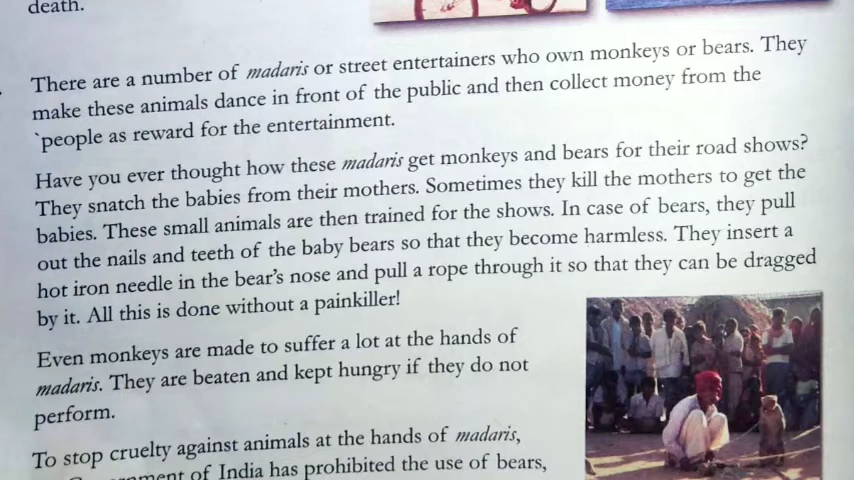 death.
There are a number of madaris or street entertainers who own monkeys or bears. They
make these animals dance in front of the public and then collect money from the
`people as reward for the entertainment.
Have you ever thought how these madaris get monkeys and bears for their road shows?
They snatch the babies from their mothers. Sometimes they kill the mothers to get the
babies. These small animals are then trained for the shows. In case of bears, they pull
out the nails and teeth of the baby bears so that they become harmless. They insert a
hot iron needle in the bear's nose and pull a rope through it so that they can be dragged
by it. All this is done without a painkiller!
Even monkeys are made to suffer a lot at the hands of
madaris. They are beaten and kept hungry if they do not
perform.
To stop cruelty against animals at the hands of madaris,
of India has prohibited the use of bears,